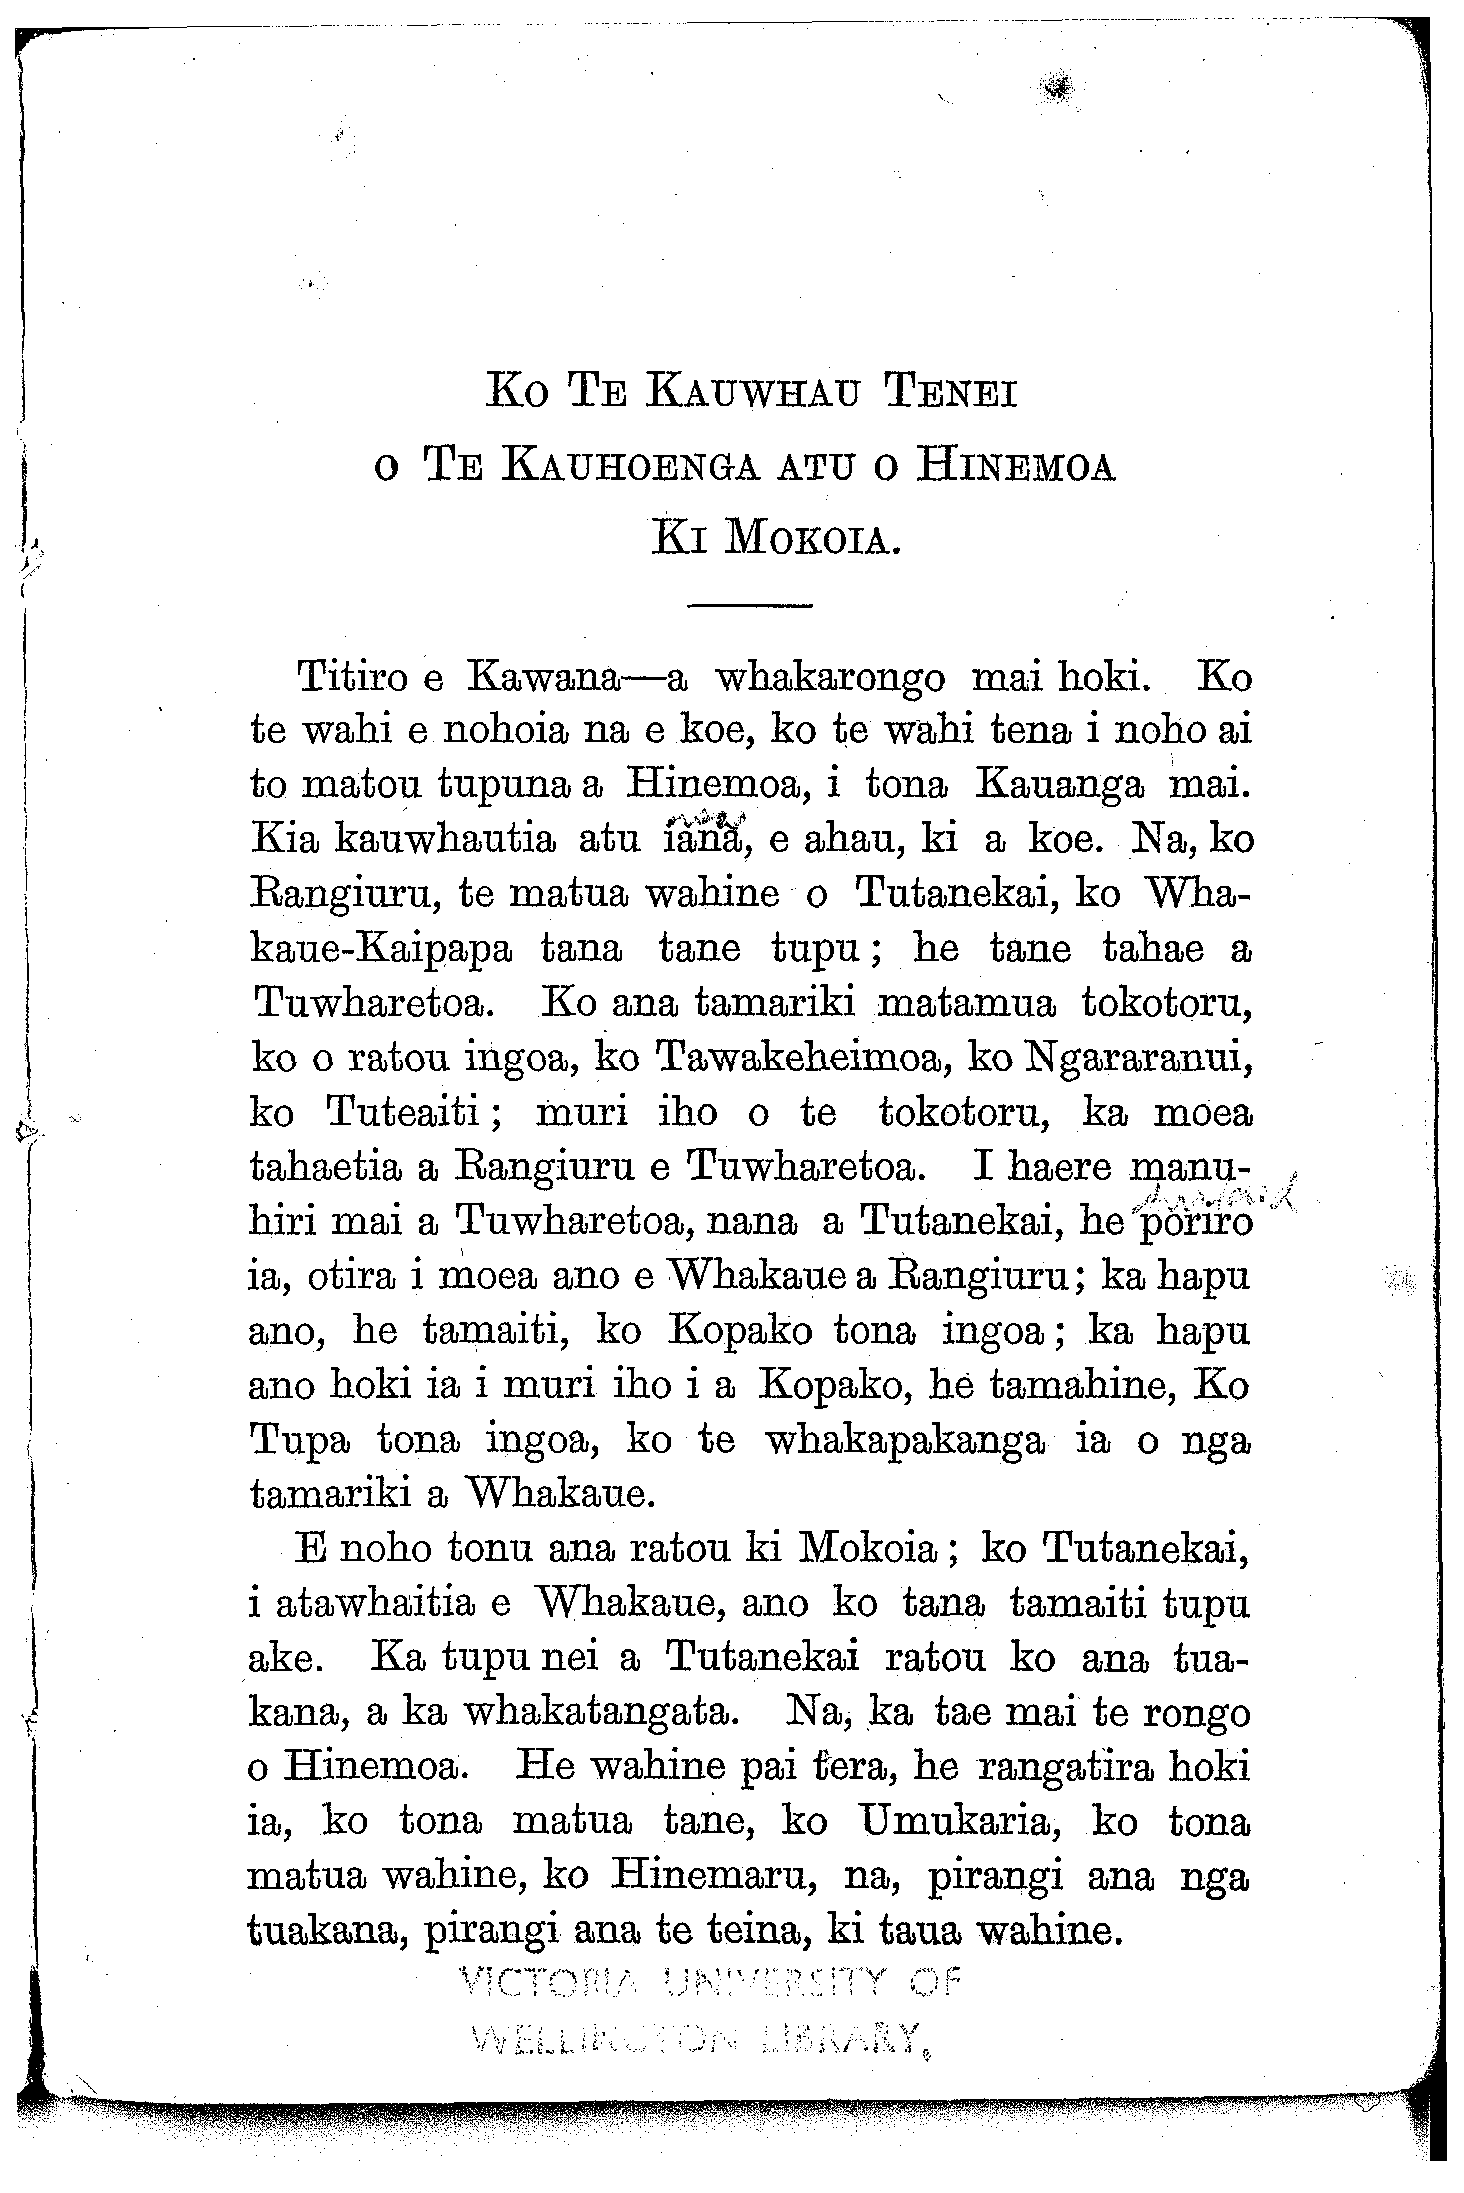 Ko Te Kauwhau Tenei
o Te Kauhoenga atu o Hinemoa
Ki Mokoia.
Titiro e Kawana—a whakarongo mai hoki. Ko
te wahi e nohoia na e koe, ko te wahi tena i noho ai
to matou tupuna a Hinemoa, i tona Kauanga mai.
Kia kauwhautia atu iana, e ahau, ki a koe. Na, ko
Rangiuru, te matua wahine o Tutanekai, ko Wha-
kaue-Kaipapa tana tane tupu; he tane tahae a
Tuwharetoa. Ko ana tamariki matamua tokotoru,
ko o ratou ingoa, ko Tawakeheimoa, ko Ngararanui,
ko Tuteaiti; muri iho o te tokotoru, ka moea
tahaetia a Rangiuru e Tuwharetoa. I haere manu-
hiri mai a Tuwharetoa, nana a Tutanekai, he poriro
ia, otira i moea ano e Whakaue a Rangiuru; ka hapu
ano, he tamaiti, ko Kopako tona ingoa; ka hapu
ano hoki ia i muri iho i a Kopako, he tamahine, Ko
Tupa tona ingoa, ko te whakapakanga ia o nga
tamariki a Whakaue.
E noho tonu ana ratou ki Mokoia; ko Tutanekai,
i atawhaitia e Whakaue, ano ko tana tamaiti tupu
ake. Ka tupu nei a Tutanekai ratou ko ana tua-
kana, a ka whakatangata. Na, ka tae mai te rongo
o Hinemoa. He wahine pai tera, he rangatira hoki
ia, ko tona matua tane, ko Umukaria, ko tona
matua wahine, ko Hinemaru, na, pirangi ana nga
tuakana, pirangi ana te teina, ki taua wahine.
VICTORIA UNIVERSITY OF
WELLINGTON LIBRARY.